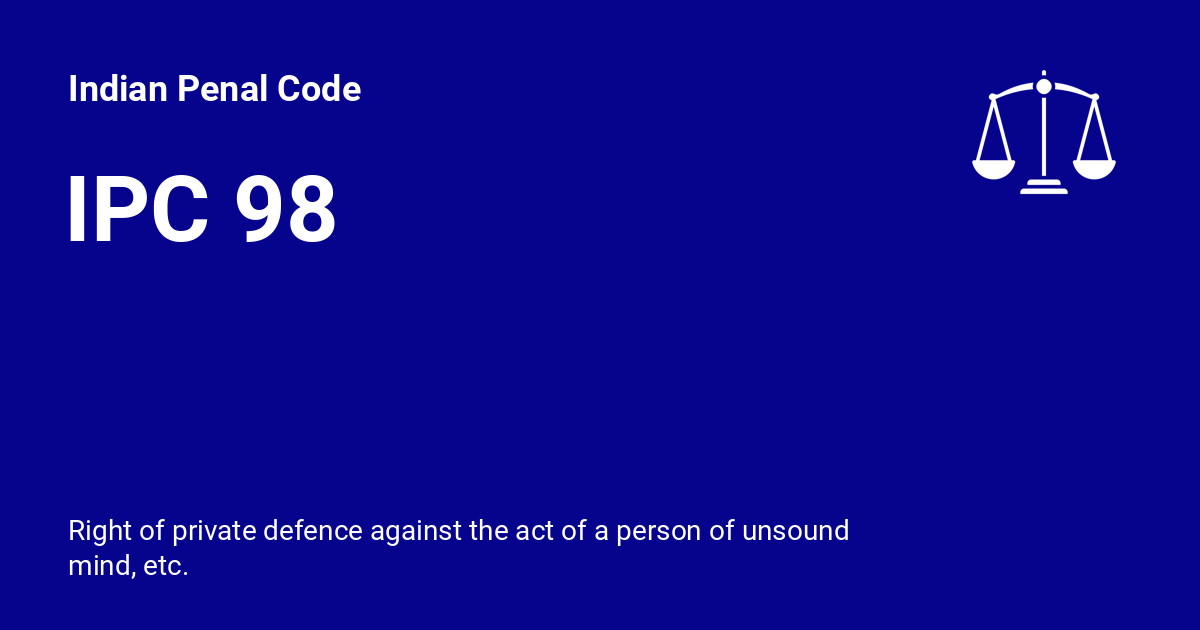 Indian Penal Code
IPC 98
Right of private defence against the act of a person of unsound
mind, etc.